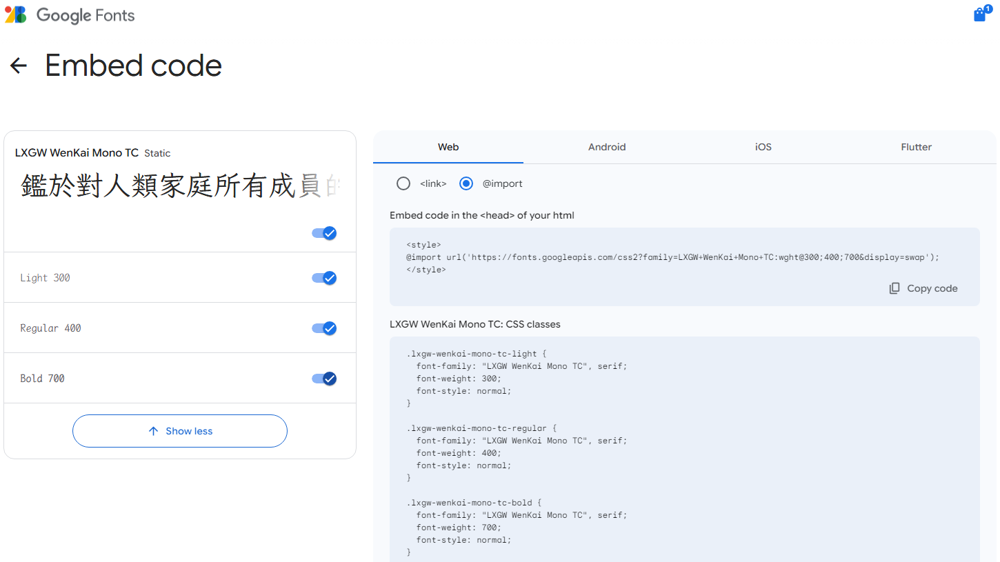 Google Fonts
1
Embed code
LXGW WenKai Mono TC Static
鑑於對人類家庭所有成員的
Light 300
Regular 400
Bold 700
Show less
Web Android iOS Flutter
<link> @import
Embed code in the <head> of your html
<style>
@import url('https://fonts.googleapis.com/css2?family=LXGW+WenKai+Mono+TC:wght@300;400;700&display=swap');
</style>
Copy code
LXGW WenKai Mono TC: CSS classes
.lxgw-wenkai-mono-tc-light {
  font-family: "LXGW WenKai Mono TC", serif;
  font-weight: 300;
  font-style: normal;
}
.lxgw-wenkai-mono-tc-regular {
  font-family: "LXGW WenKai Mono TC", serif;
  font-weight: 400;
  font-style: normal;
}
.lxgw-wenkai-mono-tc-bold {
  font-family: "LXGW WenKai Mono TC", serif;
  font-weight: 700;
  font-style: normal;
}